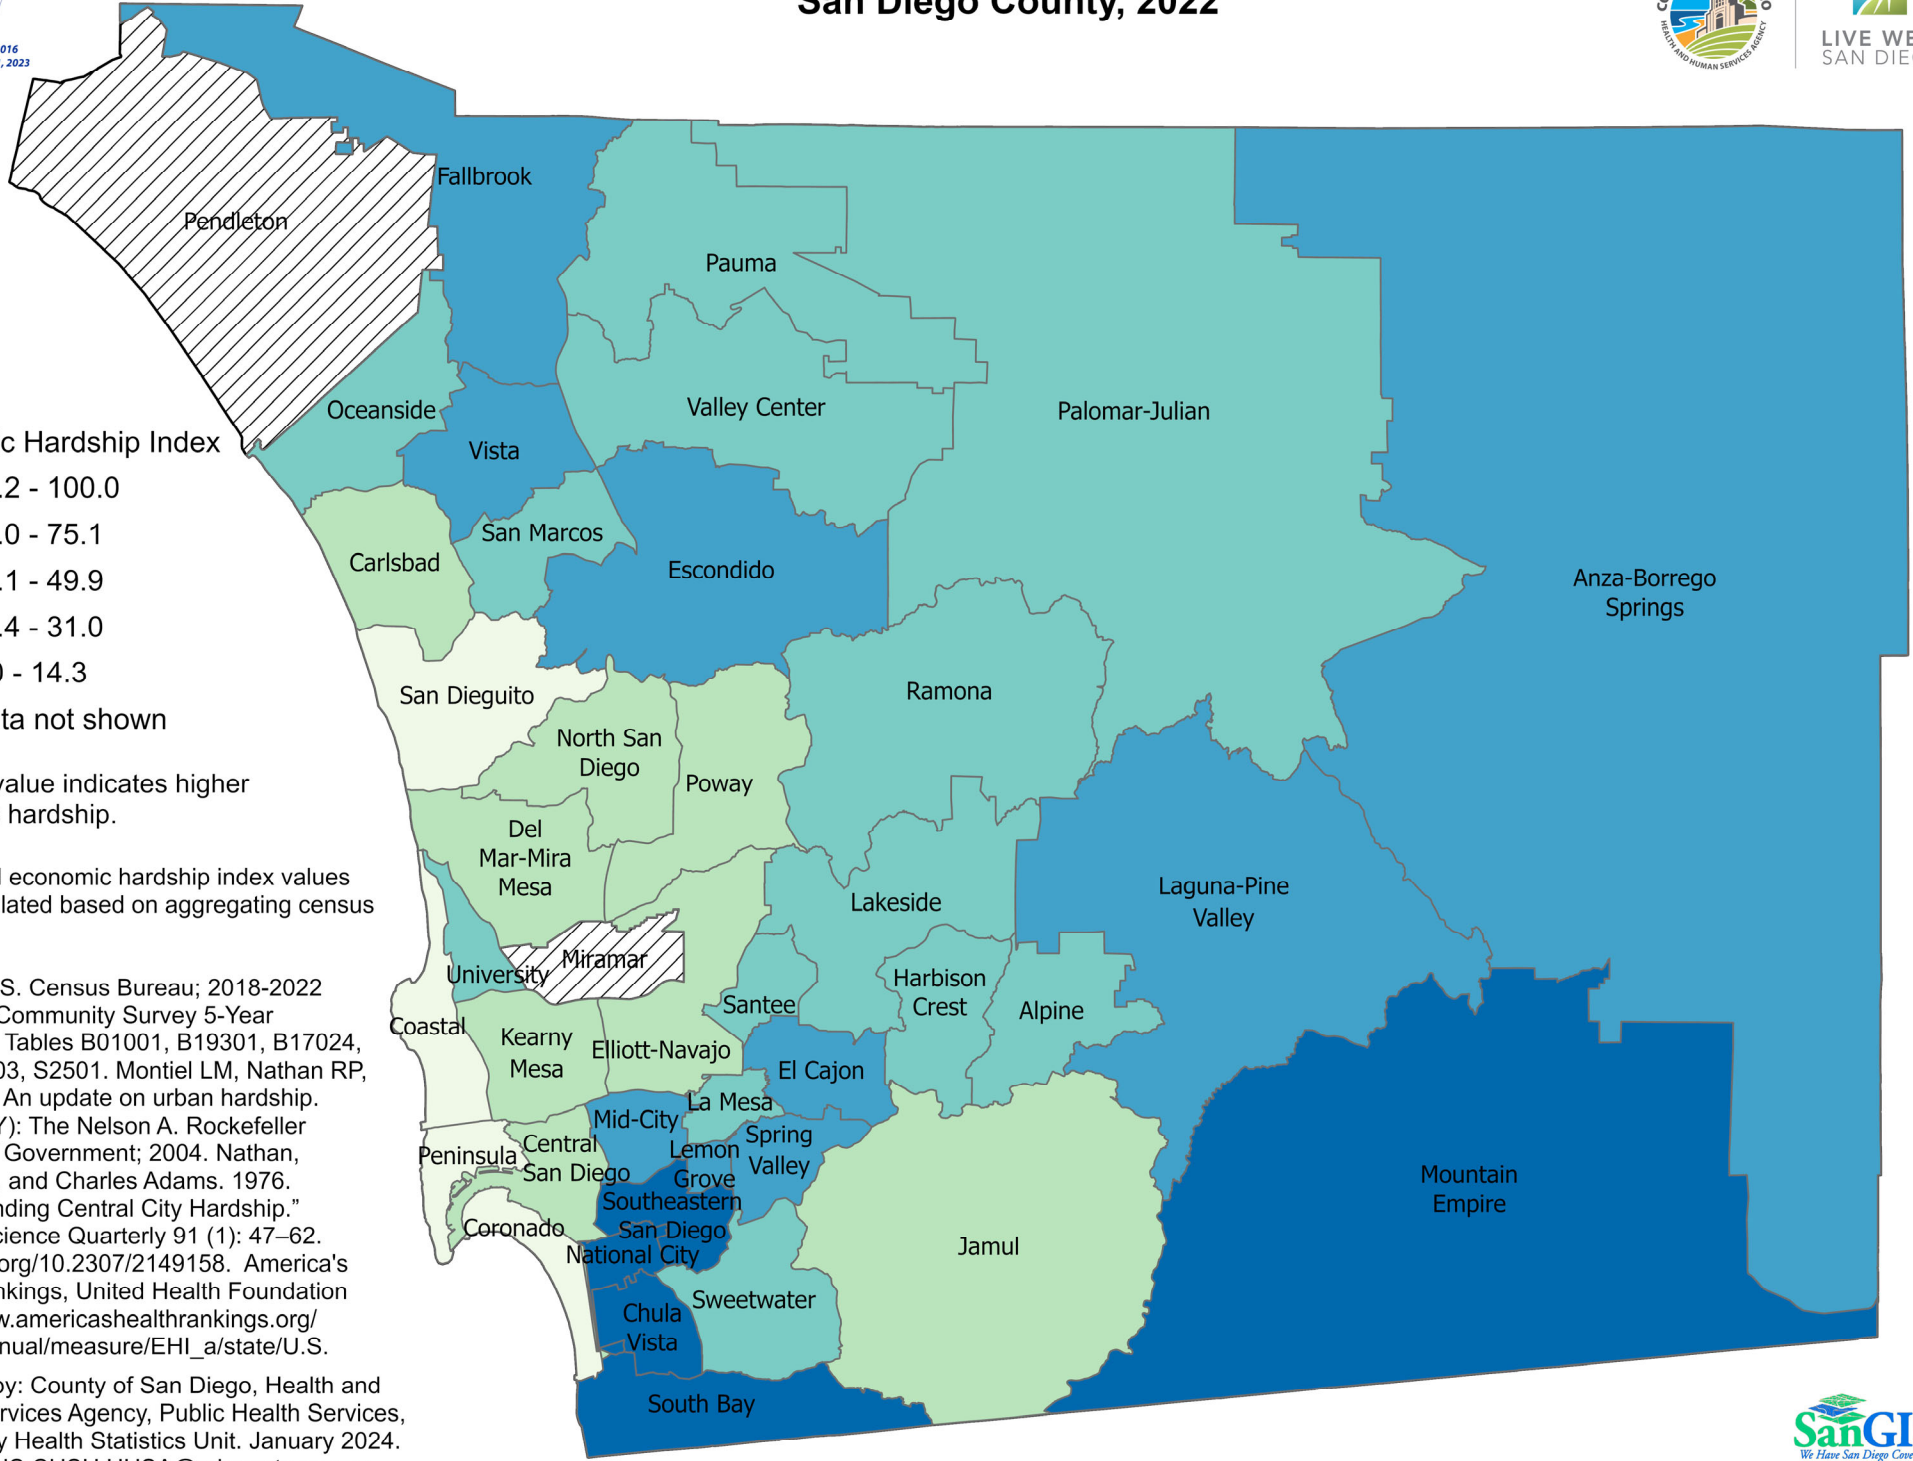 San Diego County, 2022
016
, 2023
HEALTH AND HUMAN SERVICES AGENCY
LIVE WE
SAN DIE
Fallbrook
Pendleton
Pauma
Oceanside
Valley Center
Palomar-Julian
Vista
San Marcos
Carlsbad
Escondido
Anza-Borrego
Springs
San Dieguito
Ramona
North San
Diego
Poway
Del
Mar-Mira
Mesa
Lakeside
Laguna-Pine
Valley
University
Miramar
Harbison
Crest
Santee
Alpine
Coastal
Kearny
Mesa
Elliott-Navajo
El Cajon
La Mesa
Mid-City
Spring
Valley
Lemon
Grove
Peninsula
Central
San Diego
Southeastern
San Diego
Mountain
Empire
Coronado
National City
Jamul
Sweetwater
Chula
Vista
South Bay
c Hardship Index
.2 - 100.0
.0 - 75.1
.1 - 49.9
.4 - 31.0
0 - 14.3
ta not shown
value indicates higher
hardship.
l economic hardship index values
lated based on aggregating census
S. Census Bureau; 2018-2022
Community Survey 5-Year
Tables B01001, B19301, B17024,
03, S2501. Montiel LM, Nathan RP,
An update on urban hardship.
Y): The Nelson A. Rockefeller
Government; 2004. Nathan,
and Charles Adams. 1976.
nding Central City Hardship.”
cience Quarterly 91 (1): 47–62.
org/10.2307/2149158. America's
nkings, United Health Foundation
w.americashealthrankings.org/
nual/measure/EHI_a/state/U.S.
by: County of San Diego, Health and
rvices Agency, Public Health Services,
y Health Statistics Unit. January 2024.
SanGI
We Have San Diego Cove